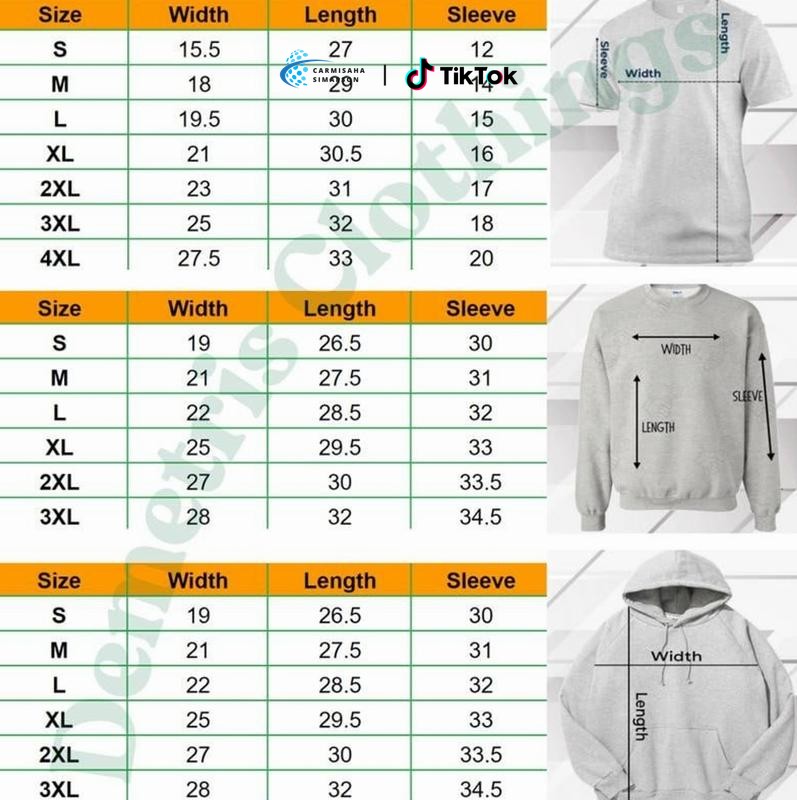 Size Width Length Sleeve
S 15.5 27 12
M 18 29 14
CARMISAHA
SIMATSON | TikTok
L 19.5 30 15
XL 21 30.5 16
2XL 23 31 17
3XL 25 32 18
4XL 27.5 33 20
Length
Sleeve
Width
Size Width Length Sleeve
S 19 26.5 30
M 21 27.5 31
L 22 28.5 32
XL 25 29.5 33
2XL 27 30 33.5
3XL 28 32 34.5
WIDTH
SLEEVE
LENGTH
Size Width Length Sleeve
S 19 26.5 30
M 21 27.5 31
L 22 28.5 32
XL 25 29.5 33
2XL 27 30 33.5
3XL 28 32 34.5
Width
Length
Demetris Clothings